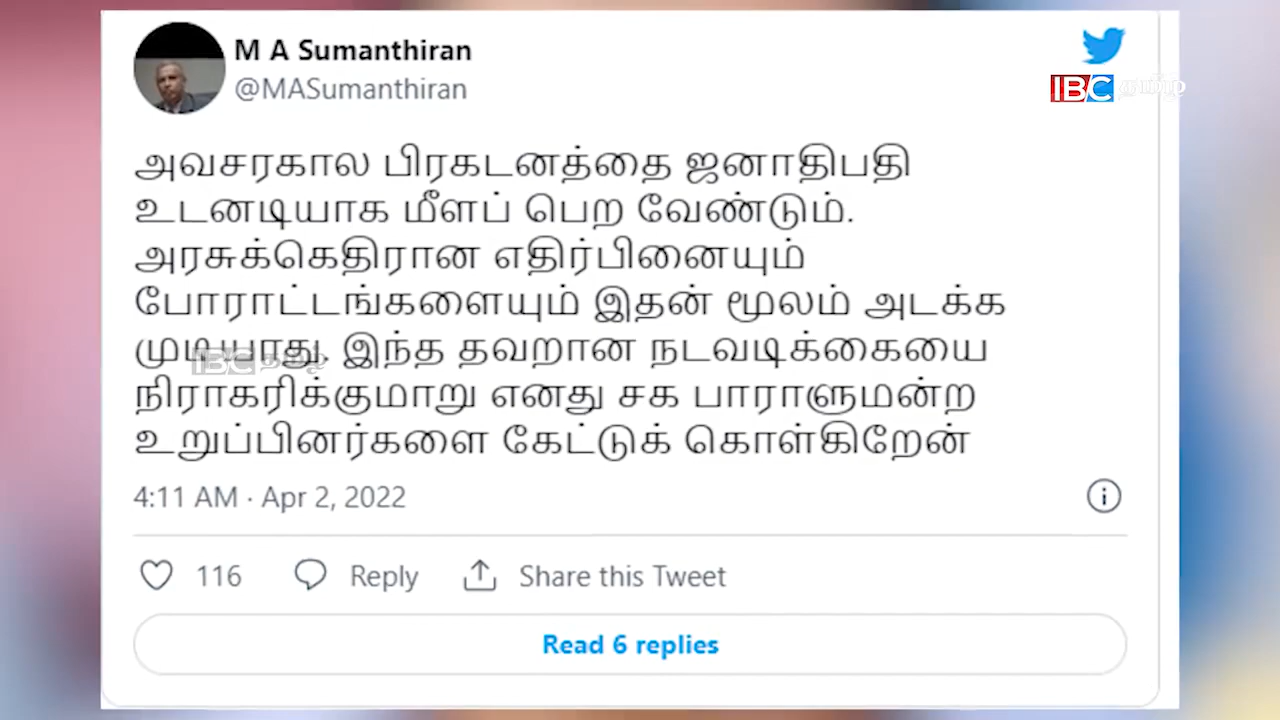 M A Sumanthiran
@MASumanthiran
IBC தமிழ்
அவசரகால பிரகடனத்தை ஜனாதிபதி
உடனடியாக மீளப் பெற வேண்டும்.
அரசுக்கெதிரான எதிர்பினையும்
போராட்டங்களையும் இதன் மூலம் அடக்க
முடியாது. இந்த தவறான நடவடிக்கையை
நிராகரிக்குமாறு எனது சக பாராளுமன்ற
உறுப்பினர்களை கேட்டுக் கொள்கிறேன்
IBC தமிழ்
4:11 AM · Apr 2, 2022
116 Reply Share this Tweet
Read 6 replies